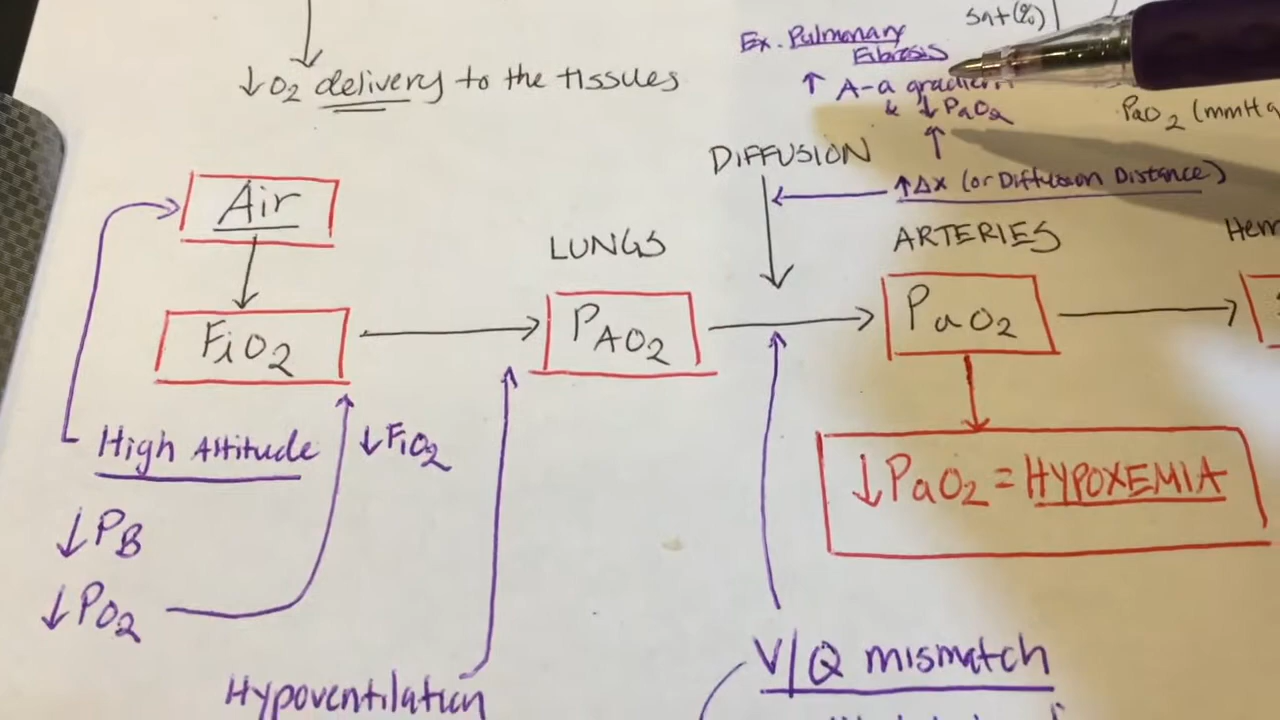 Sat(%)
Ex. Pulmonary
Fibrosis
↓O2 delivery to the tissues
↑ A-a gradient
& ↓PaO2
PaO2 (mmHg
↑
DIFFUSION
↑Δx (or Diffusion Distance)
Air
LUNGS
ARTERIES
FiO2
PAO2
PaO2
High Altitude
↓FiO2
↓PaO2 = HYPOXEMIA
↓PB
↓PO2
Hypoventilation
V/Q mismatch